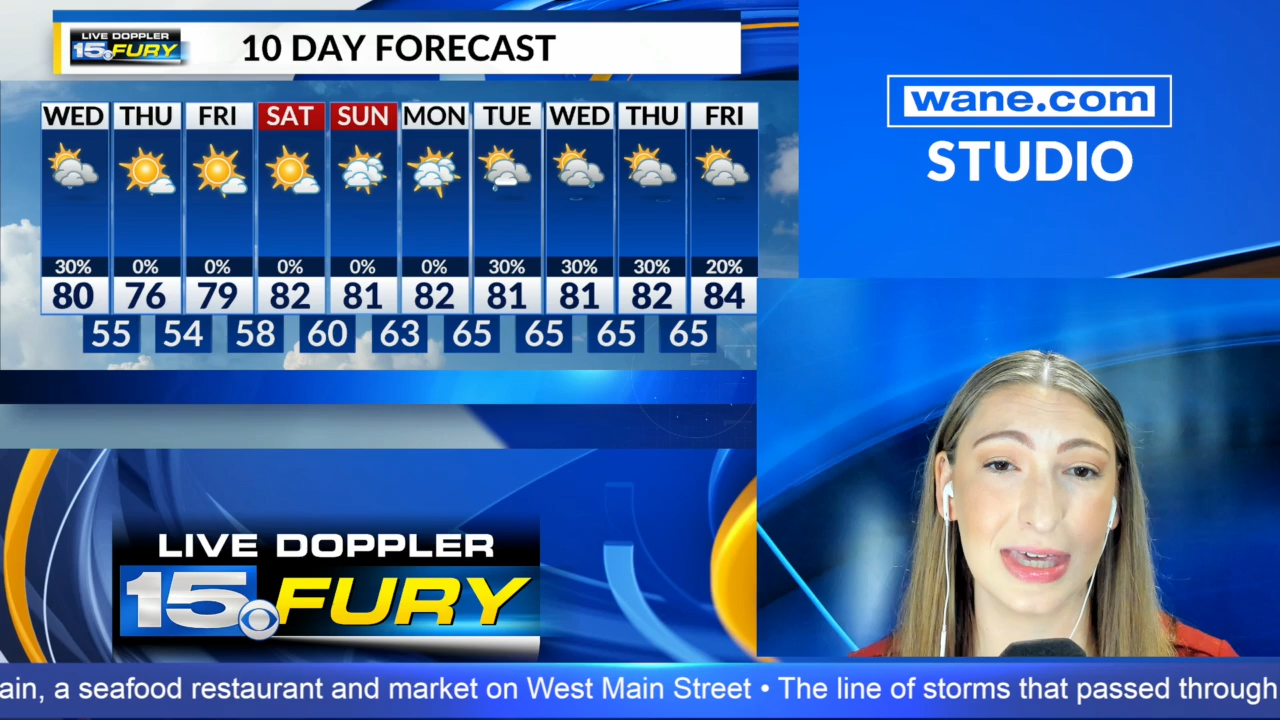 LIVE DOPPLER
15 FURY
10 DAY FORECAST
WED THU FRI SAT SUN MON TUE WED THU FRI
30% 0% 0% 0% 0% 0% 30% 30% 30% 20%
80 76 79 82 81 82 81 81 82 84
55 54 58 60 63 65 65 65 65
wane.com
STUDIO
LIVE DOPPLER
15 FURY
ain, a seafood restaurant and market on West Main Street • The line of storms that passed through